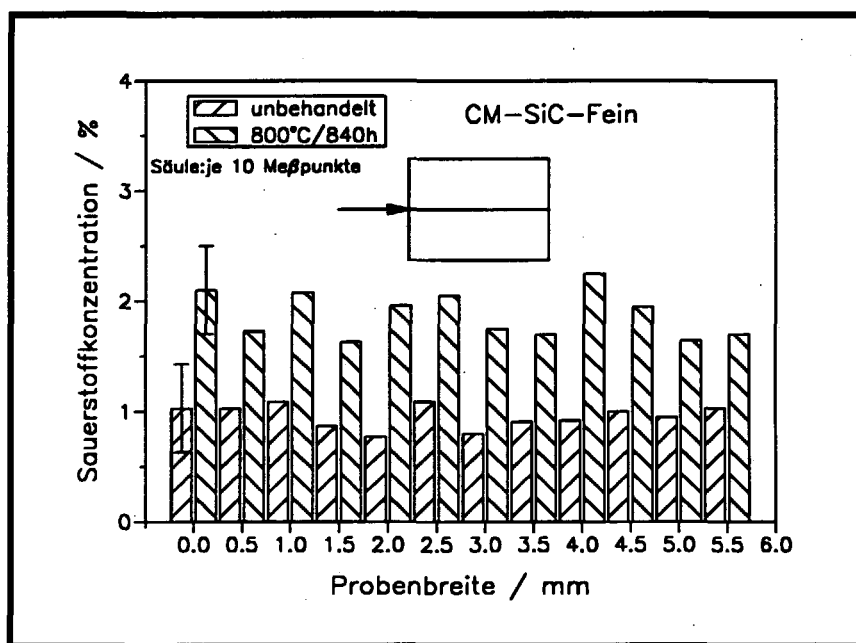 CM-SiC-Fein
unbehandelt
800°C/840h
Säule:je 10 Meßpunkte
Sauerstoffkonzentration / %
4
3
2
1
0
0.0 0.5 1.0 1.5 2.0 2.5 3.0 3.5 4.0 4.5 5.0 5.5 6.0
Probenbreite / mm